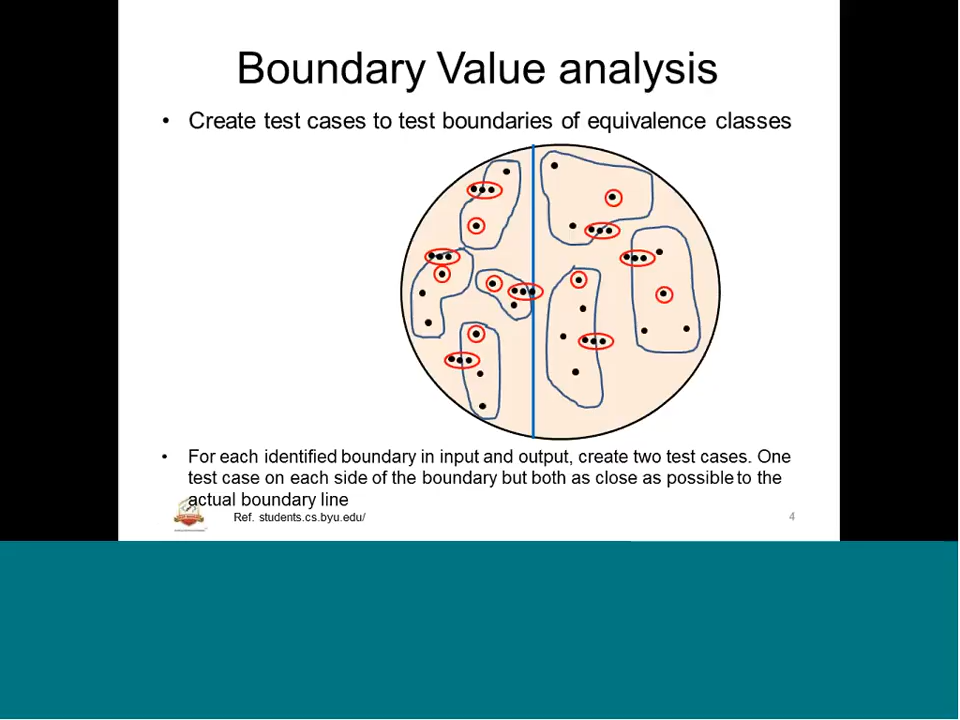 Boundary Value analysis
• Create test cases to test boundaries of equivalence classes
• For each identified boundary in input and output, create two test cases. One
test case on each side of the boundary but both as close as possible to the
actual boundary line
Ref. students.cs.byu.edu/
4